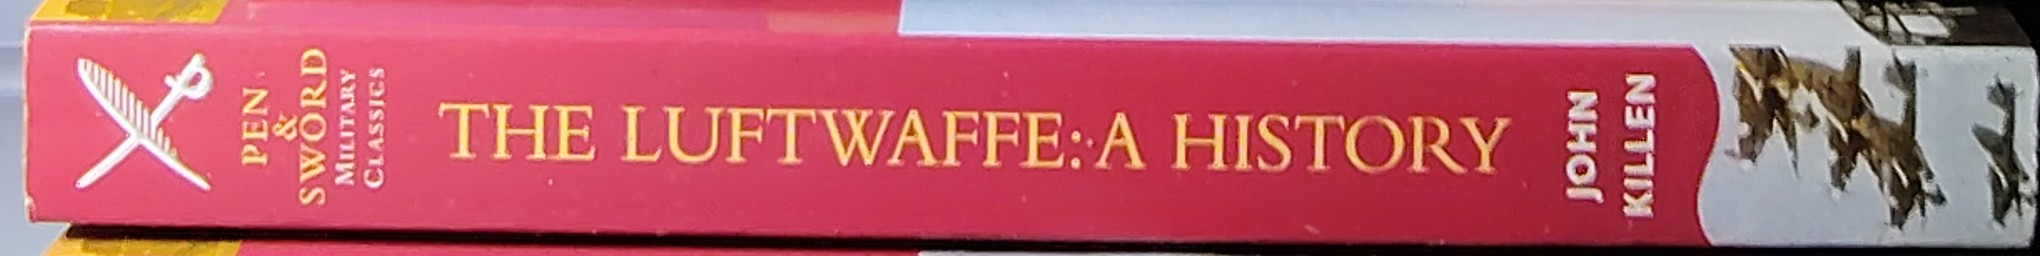 PEN
&
SWORD
MILITARY
CLASSICS
THE LUFTWAFFE: A HISTORY
JOHN
KILLEN